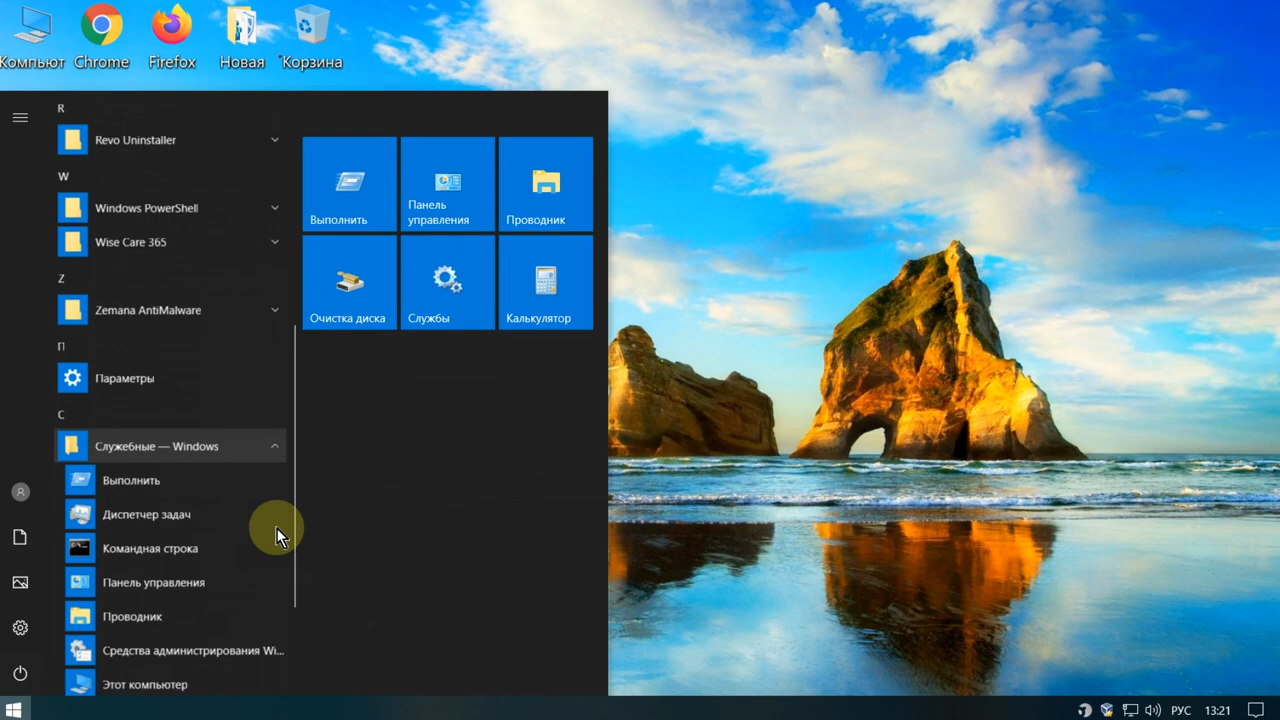 Компьют
Chrome
Firefox
Новая
Корзина
R
Revo Uninstaller
W
Windows PowerShell
Wise Care 365
Z
Zemana AntiMalware
П
Параметры
С
Служебные — Windows
Выполнить
Диспетчер задач
Командная строка
Панель управления
Проводник
Средства администрирования Wi...
Этот компьютер
Выполнить
Панель
управления
Проводник
Очистка диска
Службы
Калькулятор
РУС
13:21